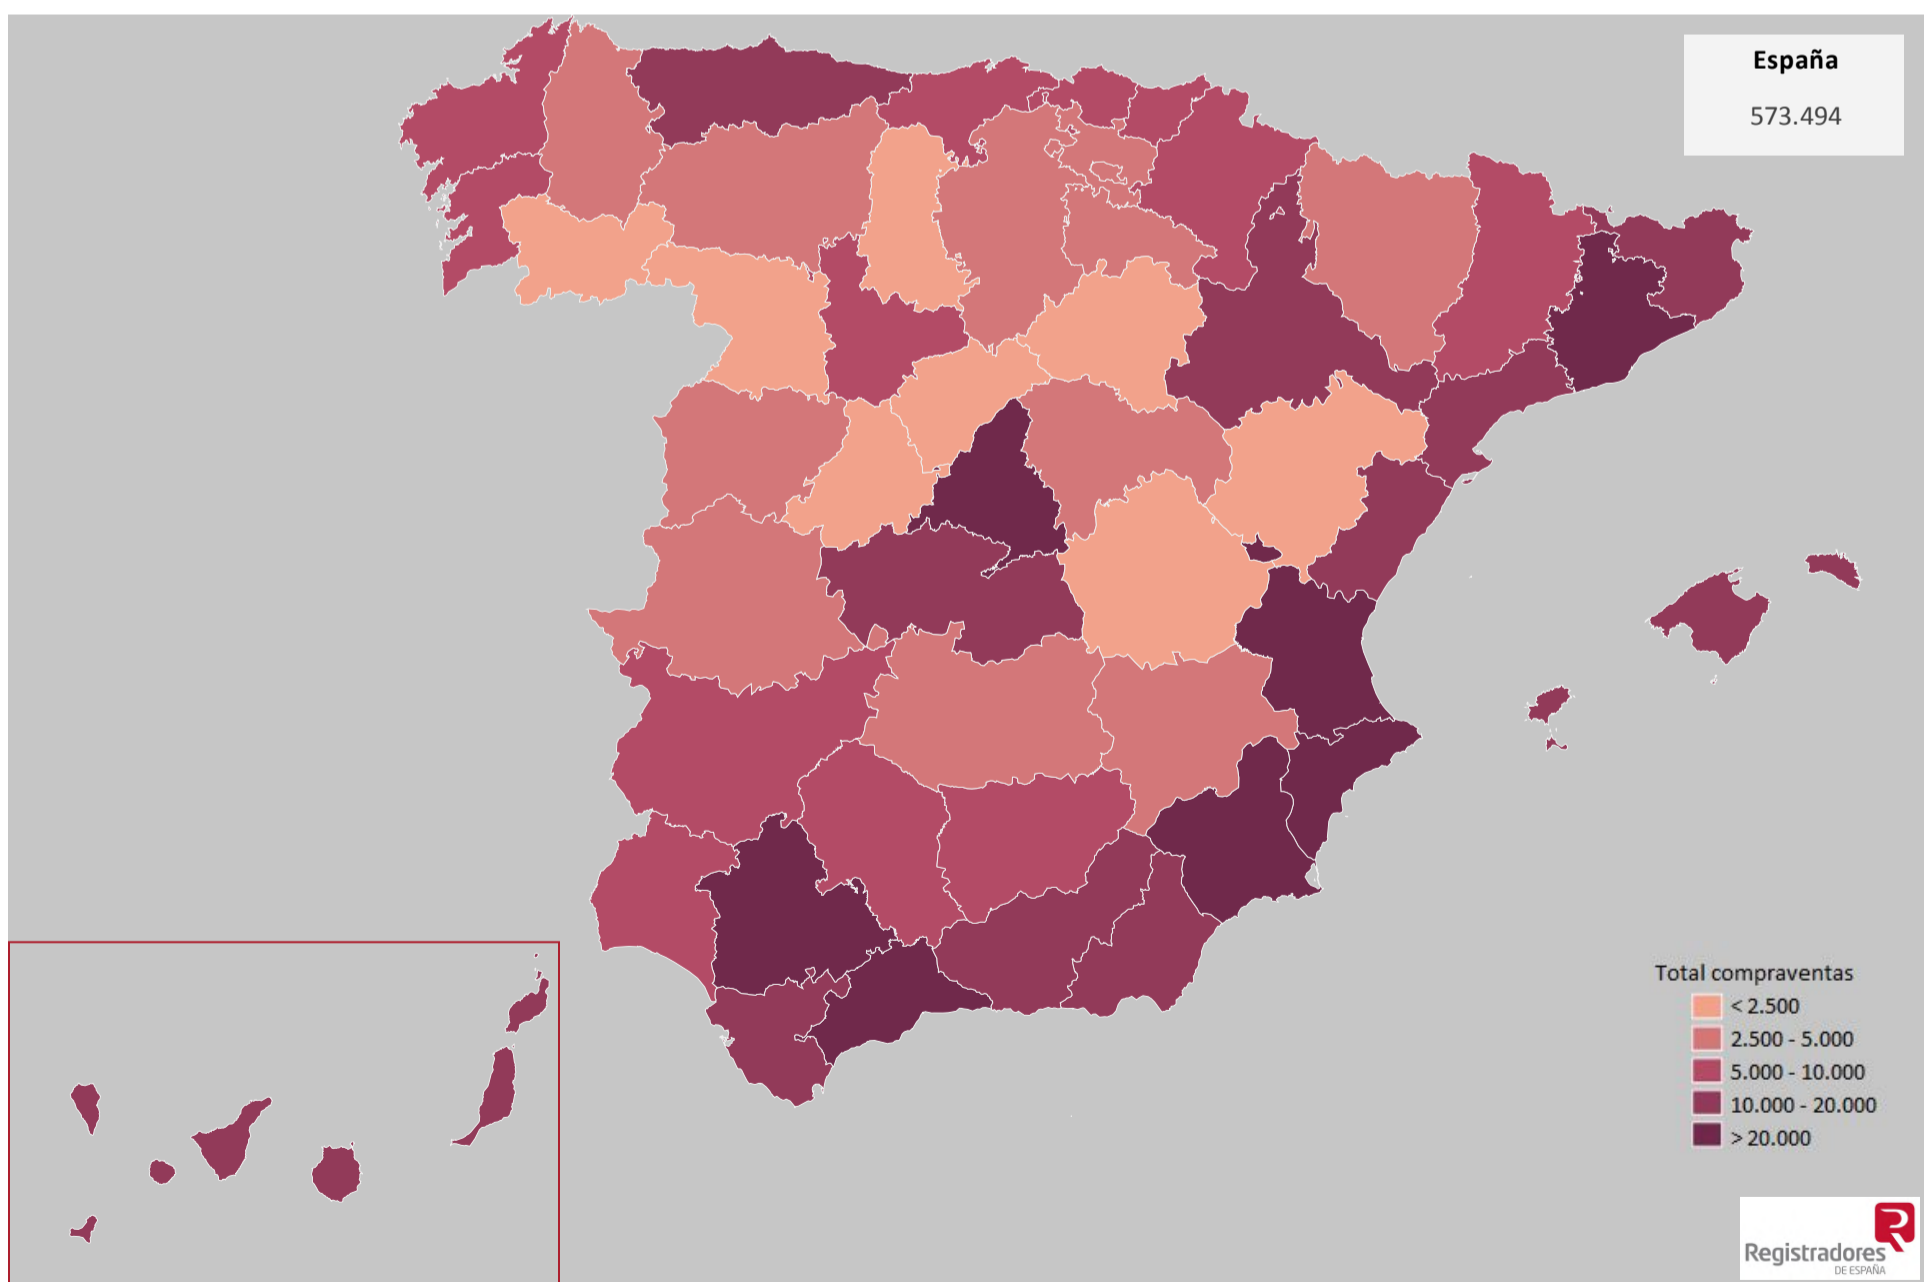 España
573.494
Total compraventas
< 2.500
2.500 - 5.000
5.000 - 10.000
10.000 - 20.000
> 20.000
Registradores
DE ESPAÑA